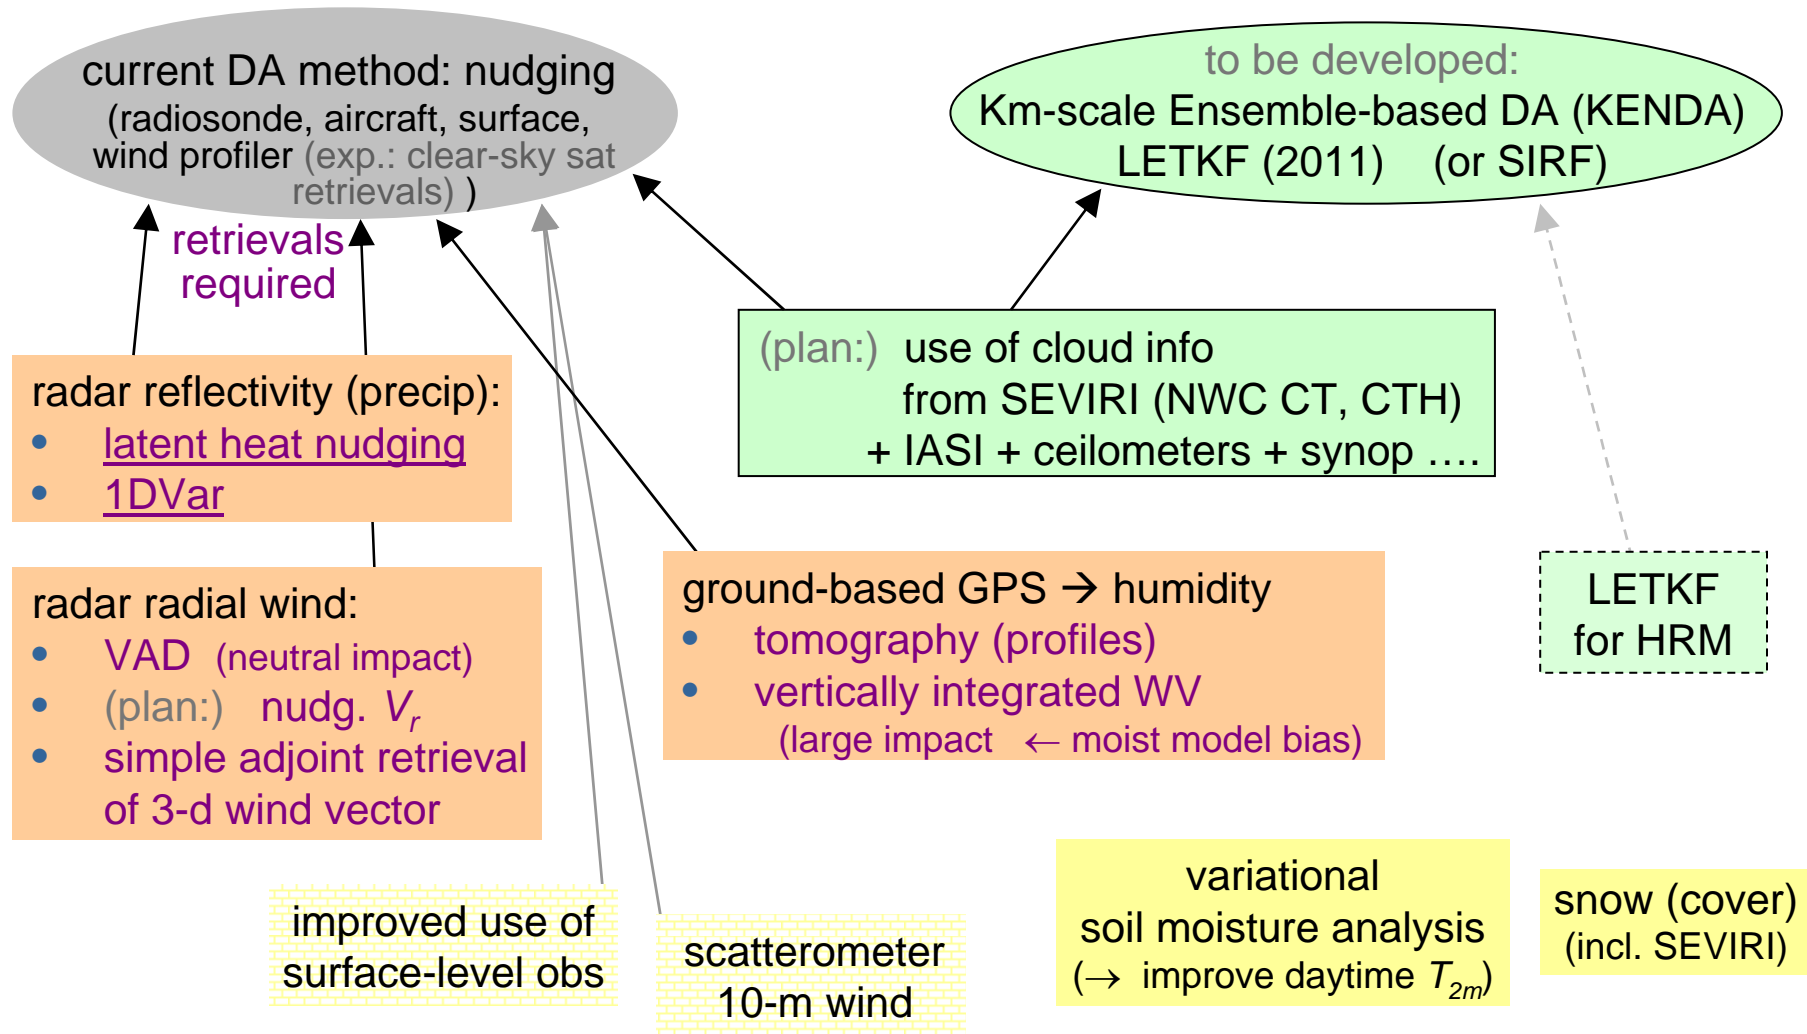 current DA method: nudging
(radiosonde, aircraft, surface,
wind profiler (exp.: clear-sky sat
retrievals) )
to be developed:
Km-scale Ensemble-based DA (KENDA)
LETKF (2011) (or SIRF)
retrievals
required
radar reflectivity (precip):
• latent heat nudging
• 1DVar
(plan:) use of cloud info
from SEVIRI (NWC CT, CTH)
+ IASI + ceilometers + synop ….
radar radial wind:
• VAD (neutral impact)
• (plan:) nudg. Vr
• simple adjoint retrieval
of 3-d wind vector
ground-based GPS → humidity
• tomography (profiles)
• vertically integrated WV
(large impact ← moist model bias)
LETKF
for HRM
improved use of
surface-level obs
scatterometer
10-m wind
variational
soil moisture analysis
(→ improve daytime T2m)
snow (cover)
(incl. SEVIRI)